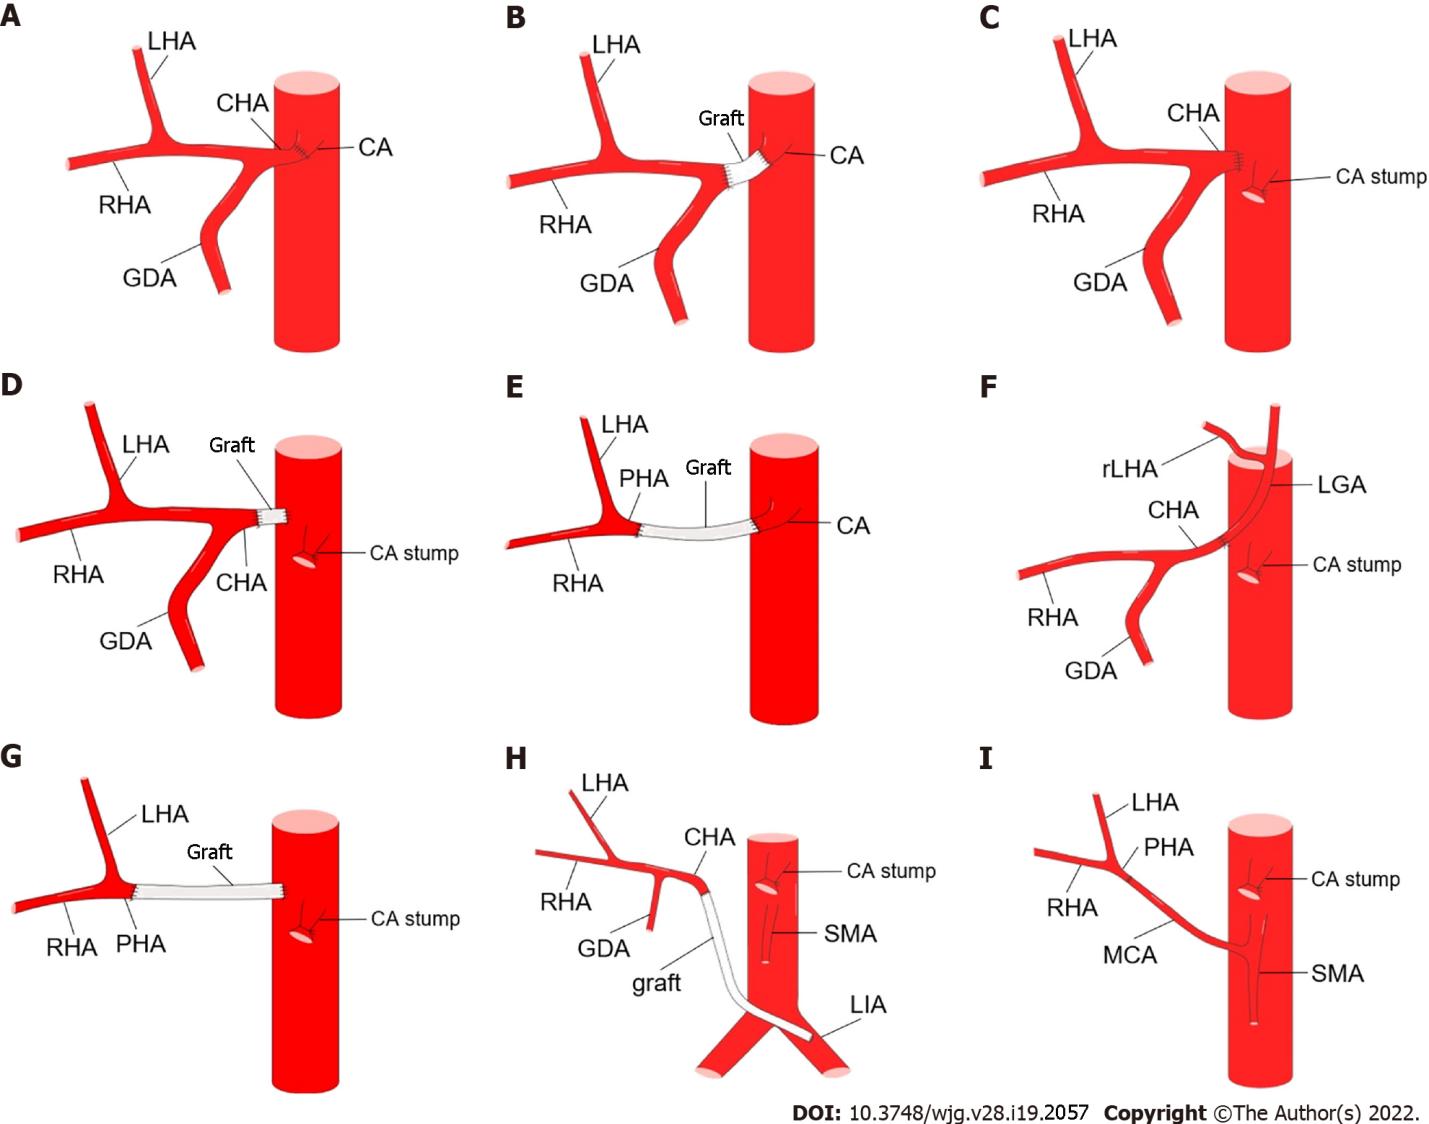 A
LHA
CHA
CA
RHA
GDA
B
LHA
Graft
CA
RHA
GDA
C
LHA
CHA
CA stump
RHA
GDA
D
LHA
Graft
CA stump
RHA
CHA
GDA
E
LHA
PHA
Graft
CA
RHA
F
rLHA
LGA
CHA
CA stump
RHA
GDA
G
LHA
Graft
CA stump
RHA
PHA
H
LHA
CHA
CA stump
RHA
SMA
GDA
graft
LIA
I
LHA
PHA
CA stump
RHA
MCA
SMA
DOI: 10.3748/wjg.v28.i19.2057 Copyright ©The Author(s) 2022.